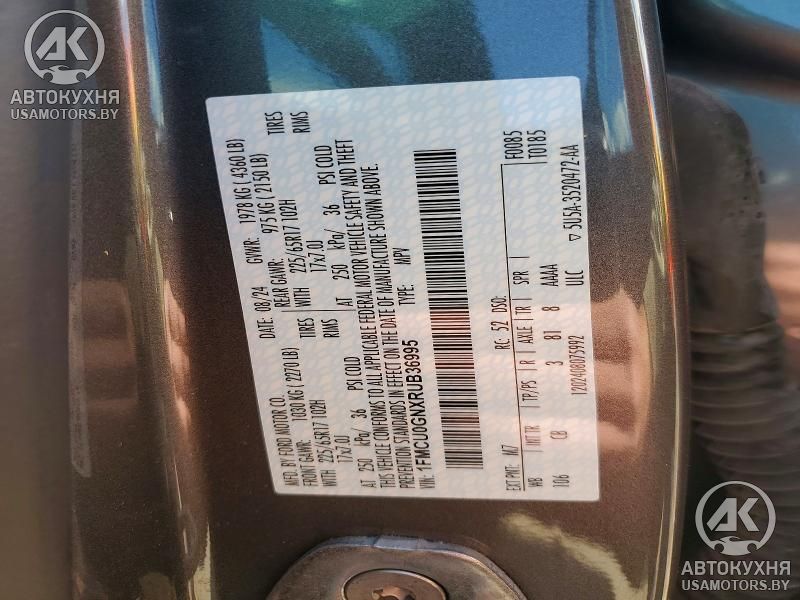 АК
АВТОКУХНЯ
USAMOTORS.BY
MFD. BY FORD MOTOR CO.
DATE: 08/24 GVWR: 1978 KG ( 4360 LB)
FRONT GAWR: 1030 KG ( 2270 LB) REAR GAWR: 975 KG ( 2150 LB)
WITH 225/65R17 102H TIRES WITH 225/65R17 102H TIRES
17x7.0J RIMS 17x7.0J RIMS
AT 250 kPa/ 36 PSI COLD AT 250 kPa/ 36 PSI COLD
THIS VEHICLE CONFORMS TO ALL APPLICABLE FEDERAL MOTOR VEHICLE SAFETY AND THEFT
PREVENTION STANDARDS IN EFFECT ON THE DATE OF MANUFACTURE SHOWN ABOVE.
VIN: 1FMCU0GNXRUB36995 TYPE: MPV
F0085
T0185
EXT PNT: M7 RC: 52 DSO:
WB INT TR TP/PS R AXLE TR SPR
106 CB 3 81 8 AAAA
ULC
1202408075992 5U5A-3520472-AA
АК
АВТОКУХНЯ
USAMOTORS.BY